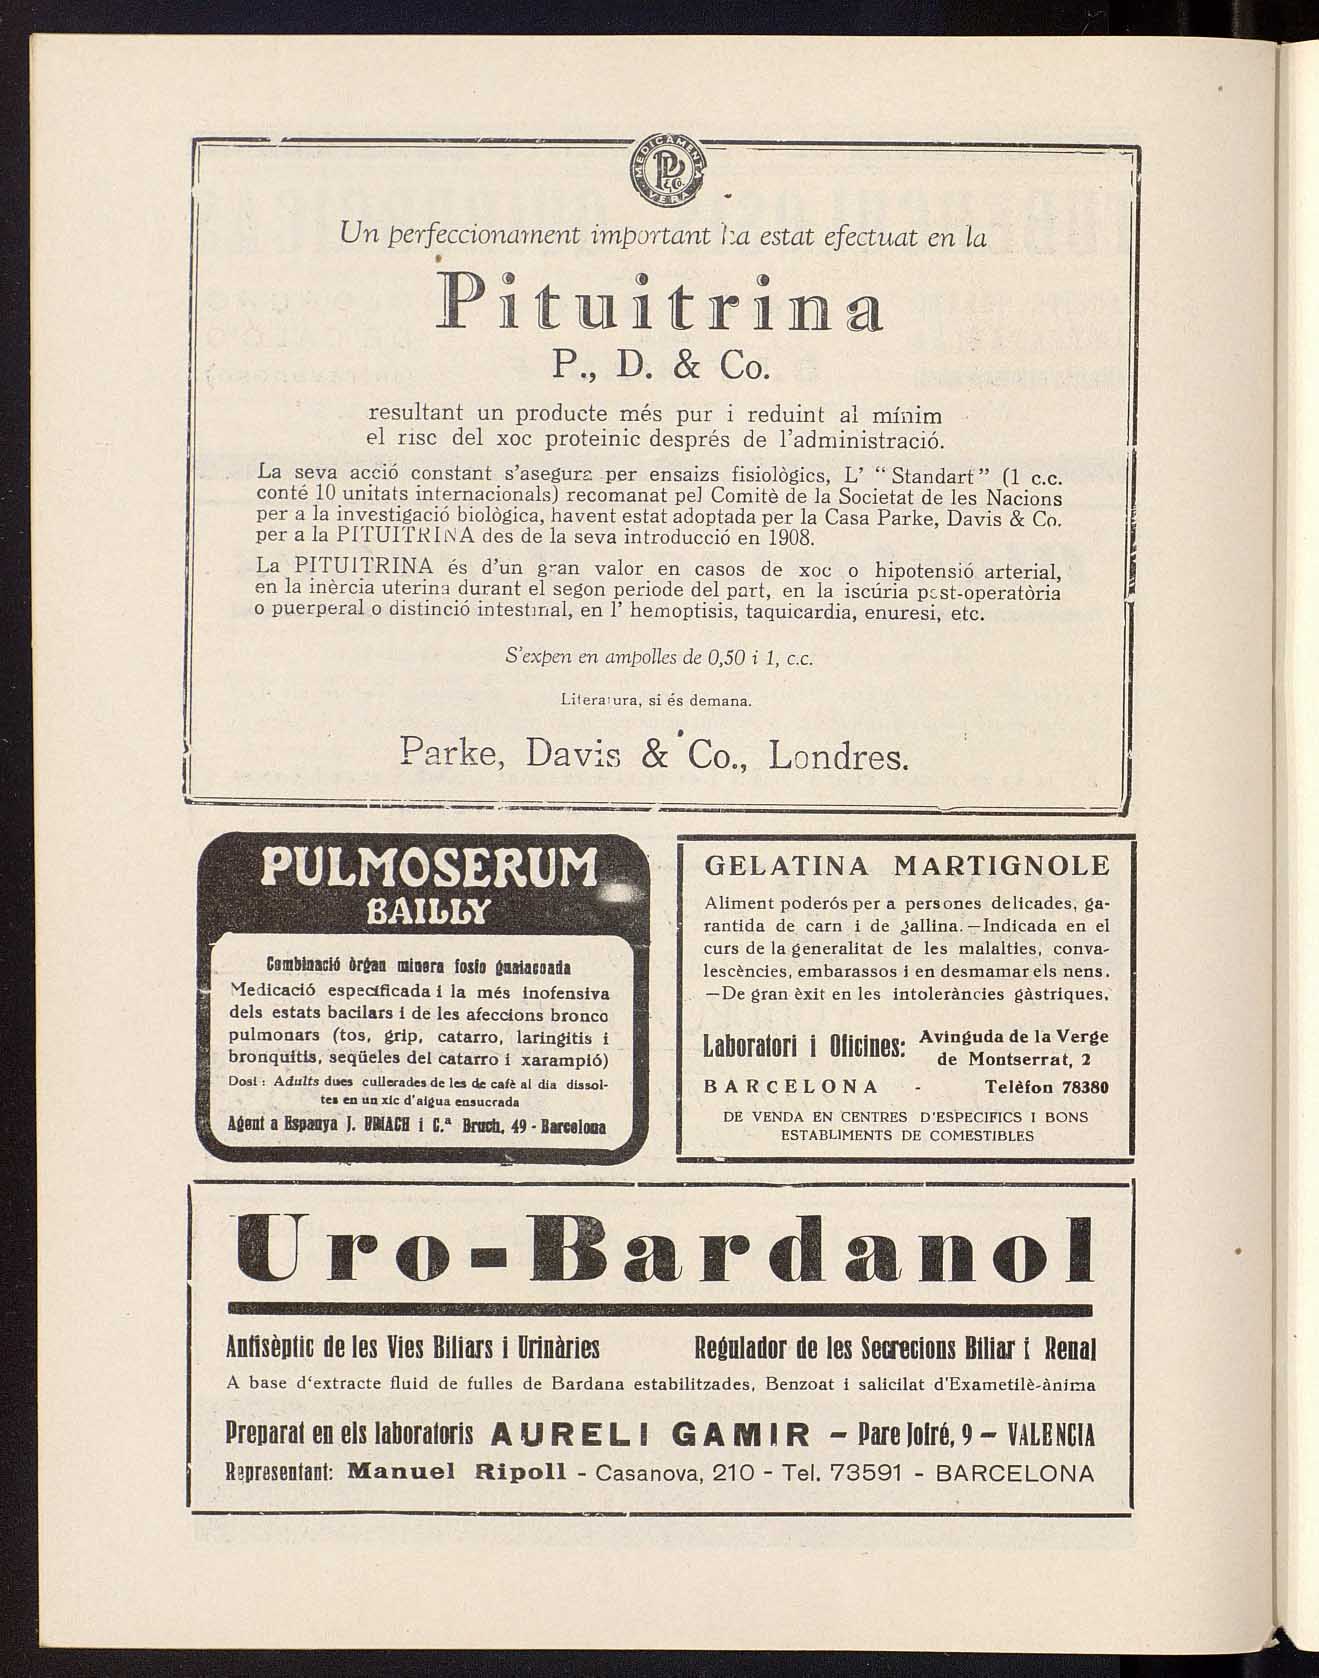 MEDICAMENTA
PD&Co.
VERA
Un perfeccionament important ha estat efectuat en la
Pituitrina
P., D. & Co.
resultant un producte més pur i reduint al mínim
el risc del xoc proteinic després de l'administració.
La seva acció constant s'asegura per ensaizs fisiològics, L' “Standart” (1 c.c.
conté 10 unitats internacionals) recomanat pel Comitè de la Societat de les Nacions
per a la investigació biològica, havent estat adoptada per la Casa Parke, Davis & Co.
per a la PITUITRINA des de la seva introducció en 1908.
La PITUITRINA és d'un gran valor en casos de xoc o hipotensió arterial,
en la inèrcia uterina durant el segon periode del part, en la iscúria post-operatòria
o puerperal o distinció intestinal, en l' hemoptisis, taquicardia, enuresi, etc.
S'expen en ampolles de 0,50 i 1, c.c.
Literatura, si és demana.
Parke, Davis & Co., Londres.
PULMOSERUM
BAILLY
Combinació òrgan minera fosfo guaiacoada
Medicació especificada i la més inofensiva
dels estats bacilars i de les afeccions bronco
pulmonars (tos, grip, catarro, laringitis i
bronquitis, seqüeles del catarro i xarampió)
Dosi: Adults dues cullerades de les de cafè al dia dissol-
tes en un xic d'aigua ensucrada
Agent a Espanya J. URIACH i C.ª Bruch, 49 - Barcelona
GELATINA MARTIGNOLE
Aliment poderós per a persones delicades, ga-
rantida de carn i de gallina.—Indicada en el
curs de la generalitat de les malalties, conva-
lescències, embarassos i en desmamar els nens.
—De gran èxit en les intoleràncies gàstriques.
Laboratori i Oficines: Avinguda de la Verge
de Montserrat, 2
BARCELONA - Telèfon 78380
DE VENDA EN CENTRES D'ESPECIFICS I BONS
ESTABLIMENTS DE COMESTIBLES
Uro-Bardanol
Antisèptic de les Vies Biliars i Urinàries Regulador de les Secrecions Biliar i Renal
A base d'extracte fluid de fulles de Bardana estabilitzades, Benzoat i salicilat d'Exametilè-ànima
Preparat en els laboratoris AURELI GAMIR - Pare Jofré, 9 - VALENCIA
Representant: Manuel Ripoll - Casanova, 210 - Tel. 73591 - BARCELONA